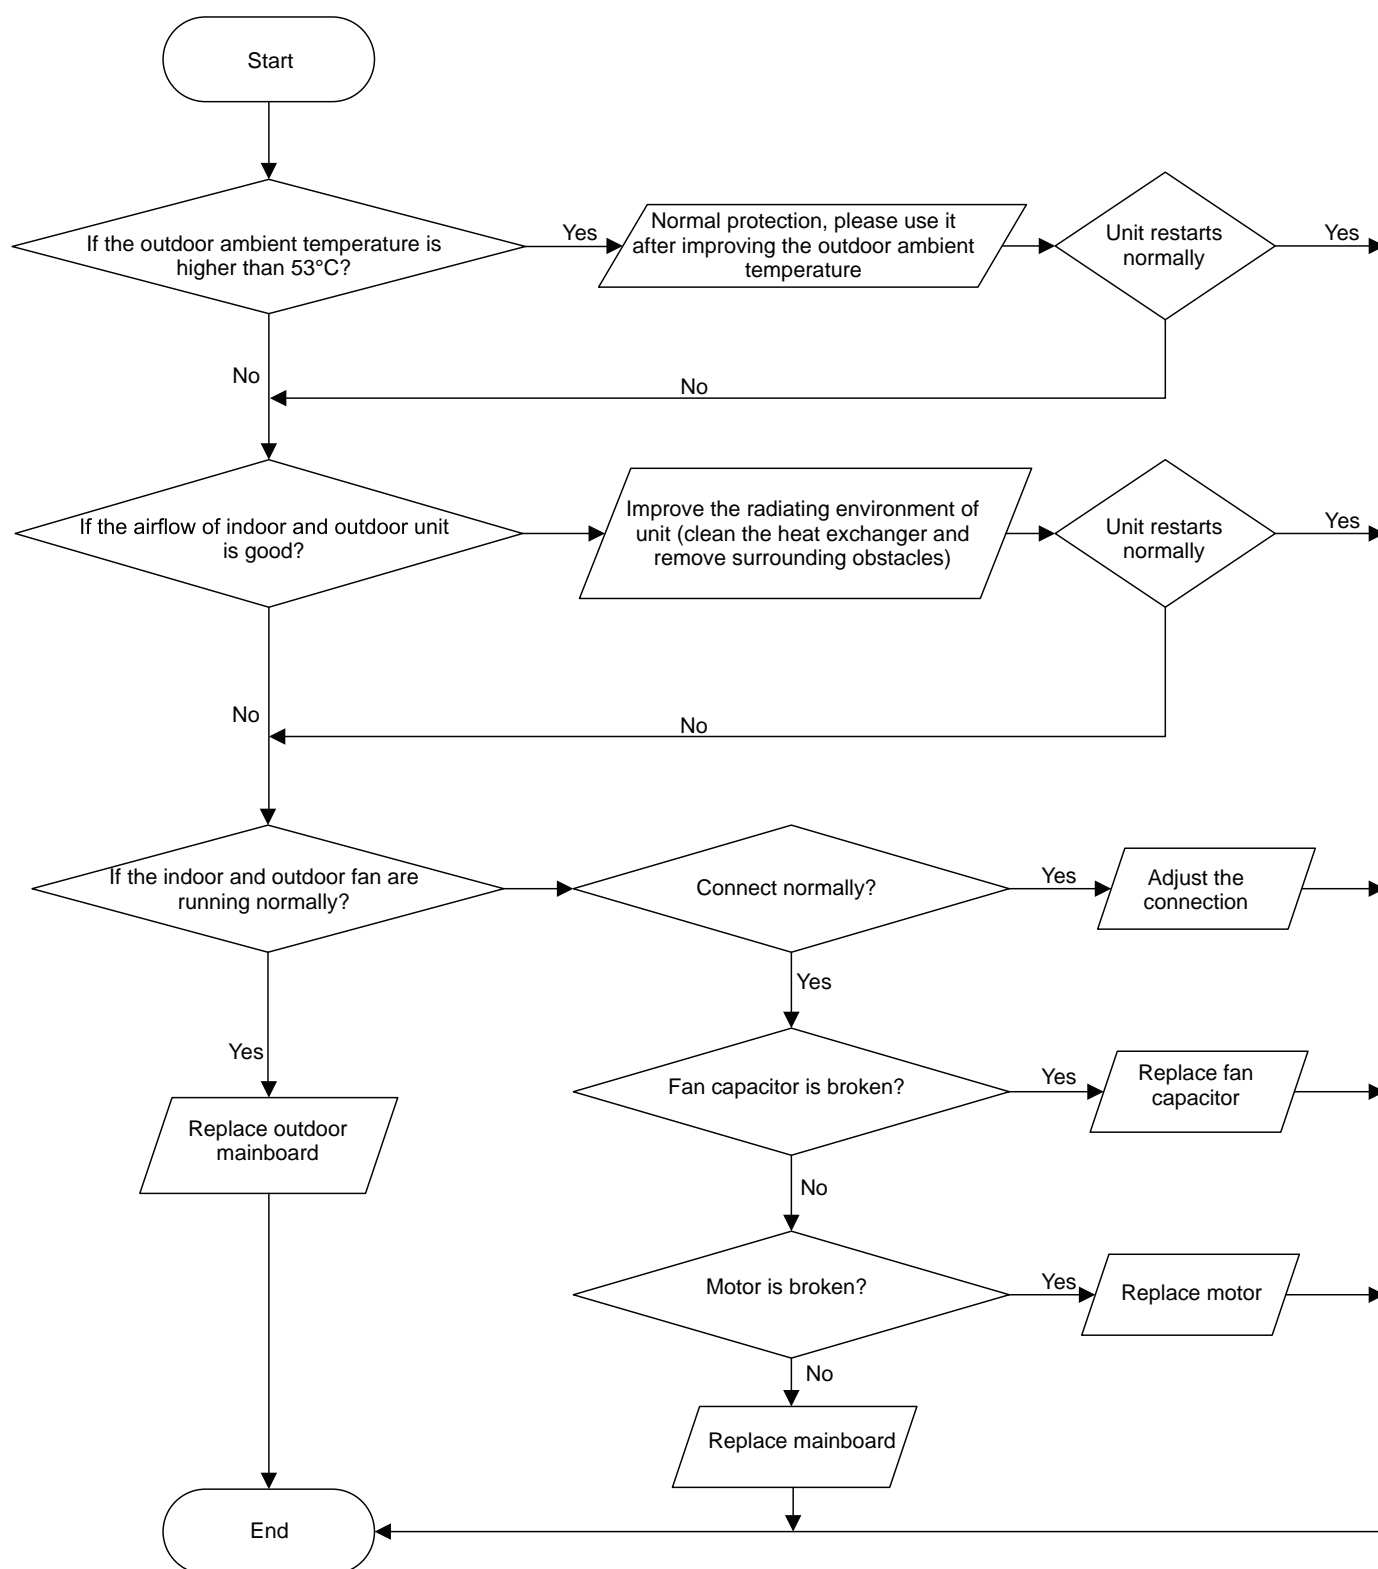 Start
If the outdoor ambient temperature is
higher than 53°C?
Yes
Normal protection, please use it
after improving the outdoor ambient
temperature
Unit restarts
normally
Yes
No
No
If the airflow of indoor and outdoor unit
is good?
Improve the radiating environment of
unit (clean the heat exchanger and
remove surrounding obstacles)
Unit restarts
normally
Yes
No
No
If the indoor and outdoor fan are
running normally?
Connect normally?
Yes
Adjust the
connection
Yes
Yes
Fan capacitor is broken?
Yes
Replace fan
capacitor
Replace outdoor
mainboard
No
Motor is broken?
Yes
Replace motor
No
Replace mainboard
End